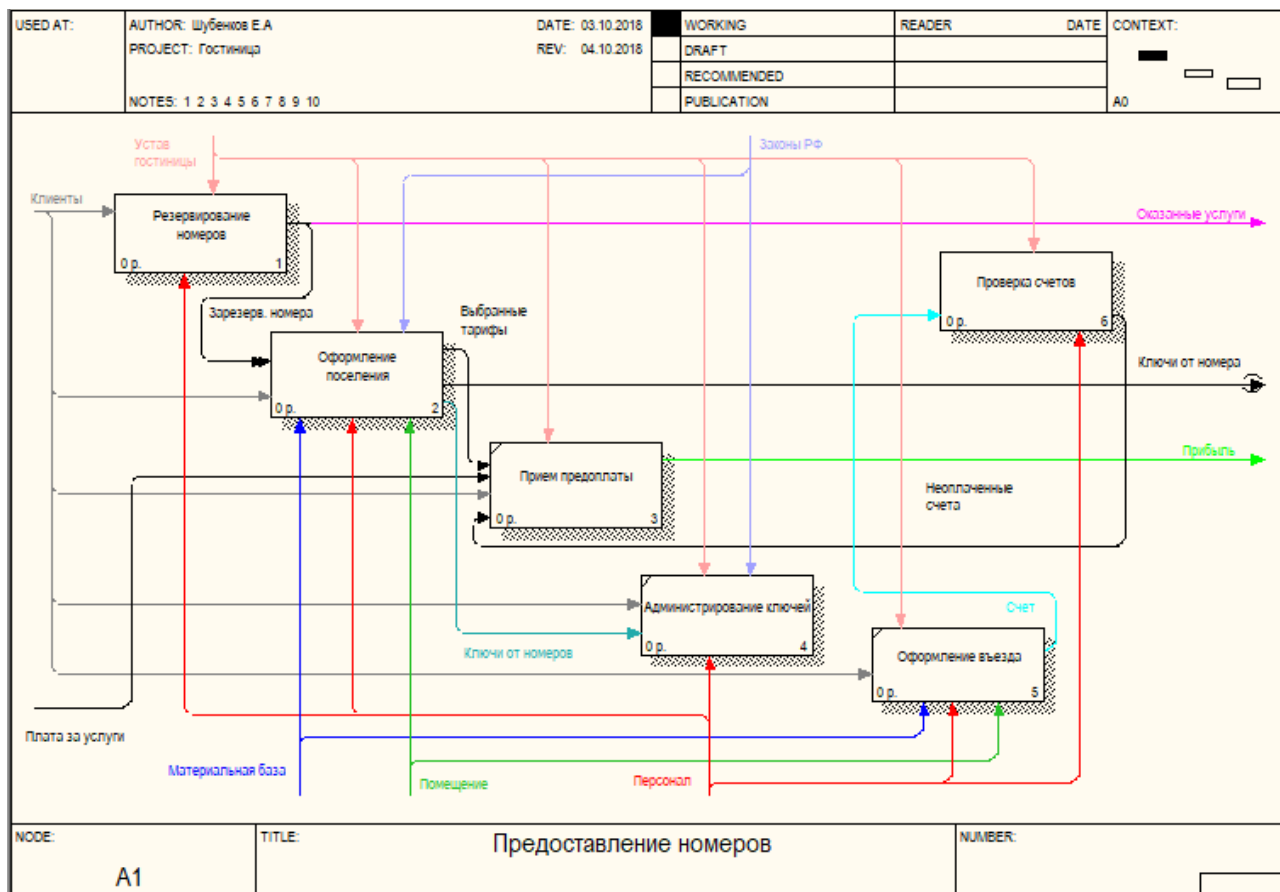 USED AT:
AUTHOR: Шубенков Е.А
DATE: 03.10.2018
WORKING
READER
DATE
CONTEXT:
PROJECT: Гостиница
REV: 04.10.2018
DRAFT
RECOMMENDED
NOTES: 1 2 3 4 5 6 7 8 9 10
PUBLICATION
A0
Устав
гостиницы
Законы РФ
Клиенты
Резервирование
номеров
0 р.
1
Оказанные услуги
Проверка счетов
0 р.
6
Зарезерв. номера
Выбранные
тарифы
Оформление
поселения
0 р.
2
Ключи от номера
Прибыль
Прием предоплаты
0 р.
3
Неоплаченные
счета
Администрирование ключей
0 р.
4
Счет
Ключи от номеров
Оформление въезда
0 р.
5
Плата за услуги
Материальная база
Помещение
Персонал
NODE:
TITLE:
Предоставление номеров
NUMBER:
A1